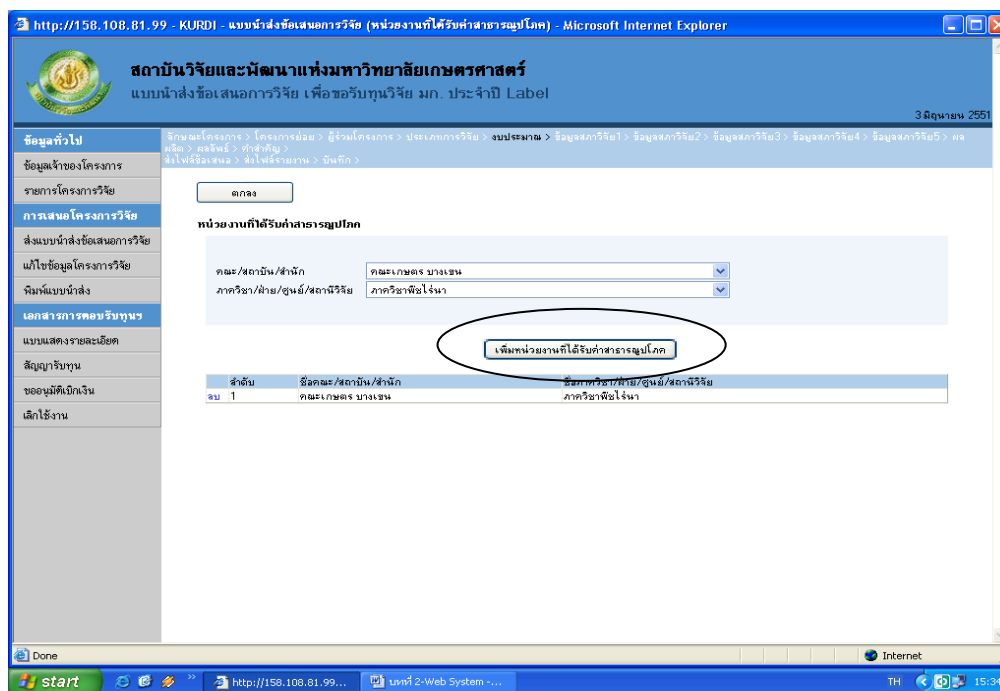 http://158.108.81.99 - KURDI - แบบนำส่งข้อเสนอการวิจัย (หน่วยงานที่ได้รับค่าสาธารณูปโภค) - Microsoft Internet Explorer
สถาบันวิจัยและพัฒนาแห่งมหาวิทยาลัยเกษตรศาสตร์
แบบนำส่งข้อเสนอการวิจัย เพื่อขอรับทุนวิจัย มก. ประจำปี Label
3 มิถุนายน 2551
ลักษณะโครงการ > โครงการย่อย > ผู้ร่วมโครงการ > ประเภทการวิจัย > งบประมาณ > ข้อมูลสภาวิจัย1 > ข้อมูลสภาวิจัย2 > ข้อมูลสภาวิจัย3 > ข้อมูลสภาวิจัย4 > ข้อมูลสภาวิจัย5 > ผล
ผลิต > ผลลัพธ์ > คำสำคัญ >
ส่งไฟล์ข้อเสนอ > ส่งไฟล์รายงาน > บันทึก >
ข้อมูลทั่วไป
ข้อมูลเจ้าของโครงการ
รายการโครงการวิจัย
การเสนอโครงการวิจัย
ส่งแบบนำส่งข้อเสนอการวิจัย
แก้ไขข้อมูลโครงการวิจัย
พิมพ์แบบนำส่ง
เอกสารการตอบรับทุนฯ
แบบแสดงรายละเอียด
สัญญารับทุน
ขออนุมัติเบิกเงิน
เลิกใช้งาน
ตกลง
หน่วยงานที่ได้รับค่าสาธารณูปโภค
คณะ/สถาบัน/สำนัก คณะเกษตร บางเขน
ภาควิชา/ฝ่าย/ศูนย์/สถานีวิจัย ภาควิชาพืชไร่นา
เพิ่มหน่วยงานที่ได้รับค่าสาธารณูปโภค
ลำดับ ชื่อคณะ/สถาบัน/สำนัก ชื่อภาควิชา/ฝ่าย/ศูนย์/สถานีวิจัย
ลบ 1 คณะเกษตร บางเขน ภาควิชาพืชไร่นา
Done Internet
start http://158.108.81.99... บทที่ 2-Web System -... TH 15:34